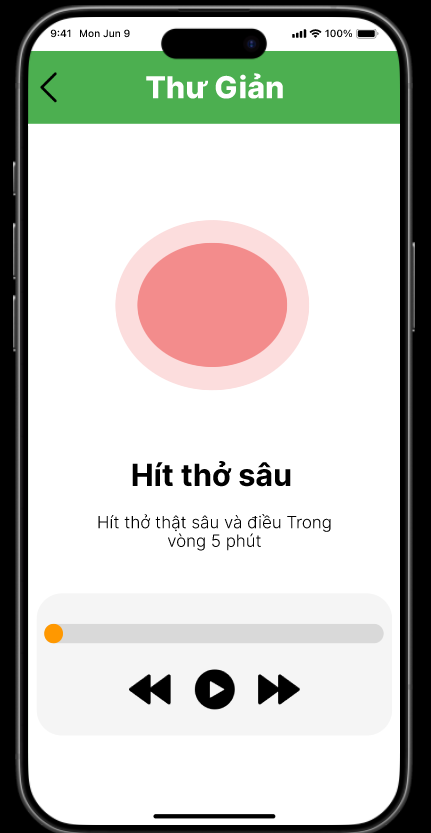 9:41 Mon Jun 9 100%
Thư Giản
Hít thở sâu
Hít thở thật sâu và điều Trong
vòng 5 phút